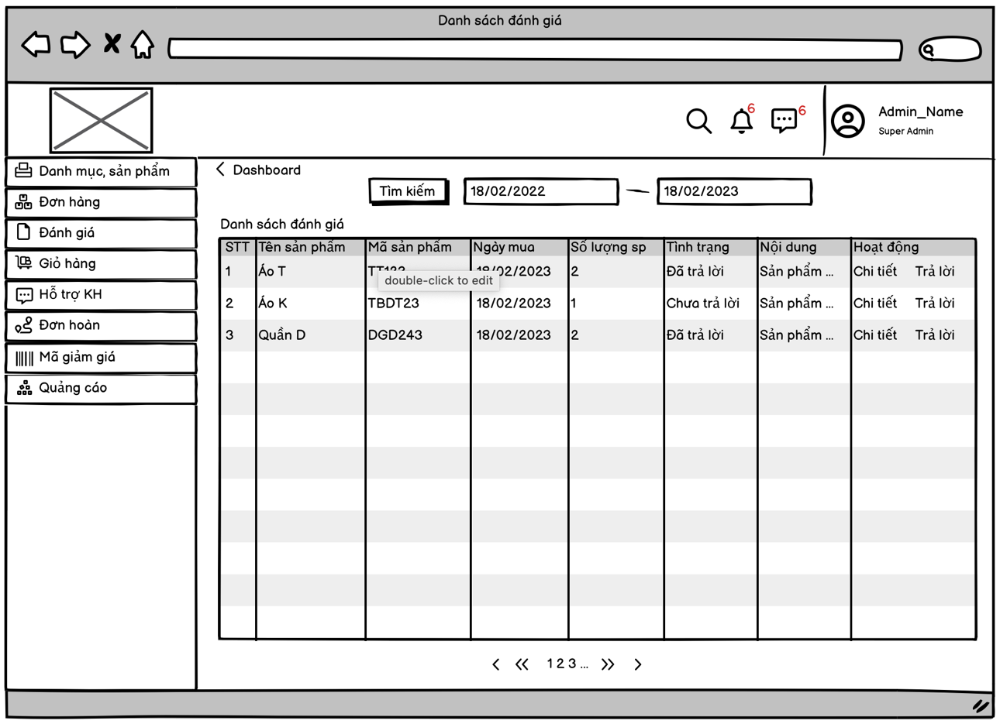 Danh sách đánh giá
6 6
Admin_Name
Super Admin
Danh mục, sản phẩm
Đơn hàng
Đánh giá
Giỏ hàng
Hỗ trợ KH
Đơn hoàn
Mã giảm giá
Quảng cáo
Dashboard
Tìm kiếm 18/02/2022 18/02/2023
Danh sách đánh giá
STT Tên sản phẩm Mã sản phẩm Ngày mua Số lượng sp Tình trạng Nội dung Hoạt động
1 Áo T 18/02/2023 2 Đã trả lời Sản phẩm ... Chi tiết Trả lời
double-click to edit
2 Áo K TBDT23 18/02/2023 1 Chưa trả lời Sản phẩm ... Chi tiết Trả lời
3 Quần D DGD243 18/02/2023 2 Đã trả lời Sản phẩm ... Chi tiết Trả lời
1 2 3 ...